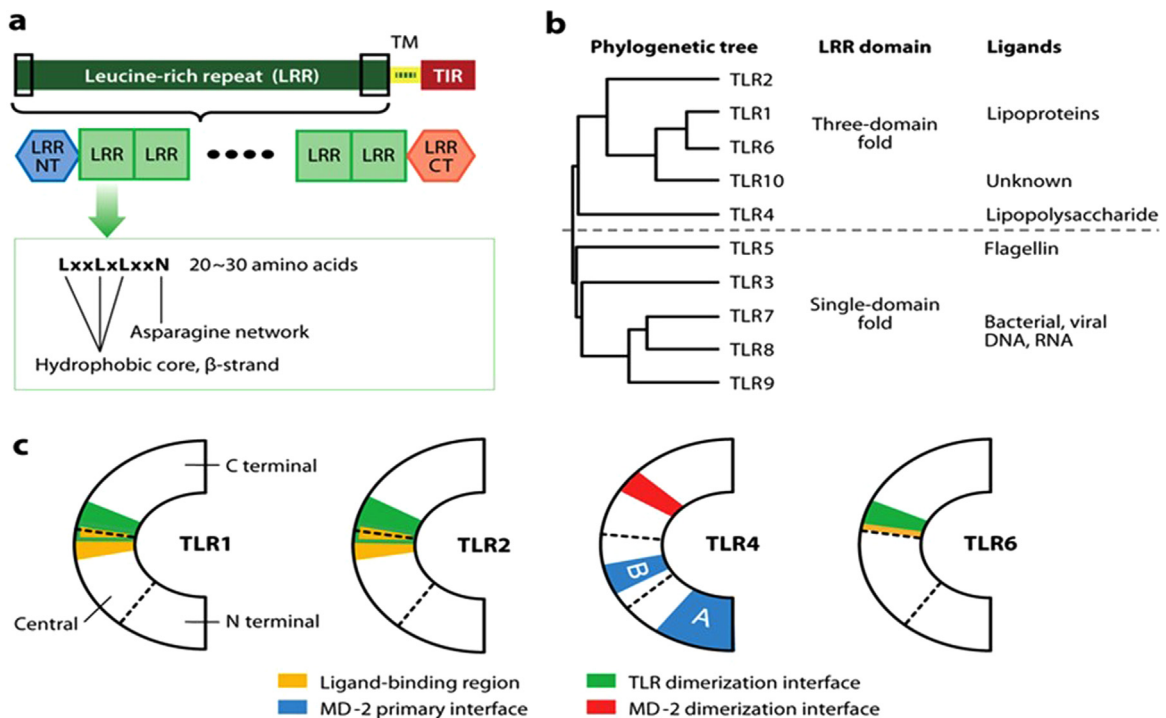 a
TM
Leucine-rich repeat (LRR)
TIR
LRR
NT
LRR
LRR
LRR
LRR
LRR
CT
LxxLxLxxN
20~30 amino acids
Asparagine network
Hydrophobic core, β-strand
b
Phylogenetic tree
LRR domain
Ligands
TLR2
TLR1
TLR6
TLR10
TLR4
TLR5
TLR3
TLR7
TLR8
TLR9
Three-domain
fold
Single-domain
fold
Lipoproteins
Unknown
Lipopolysaccharide
Flagellin
Bacterial, viral
DNA, RNA
c
C terminal
TLR1
Central
N terminal
TLR2
TLR4
B
A
TLR6
Ligand-binding region
MD-2 primary interface
TLR dimerization interface
MD-2 dimerization interface